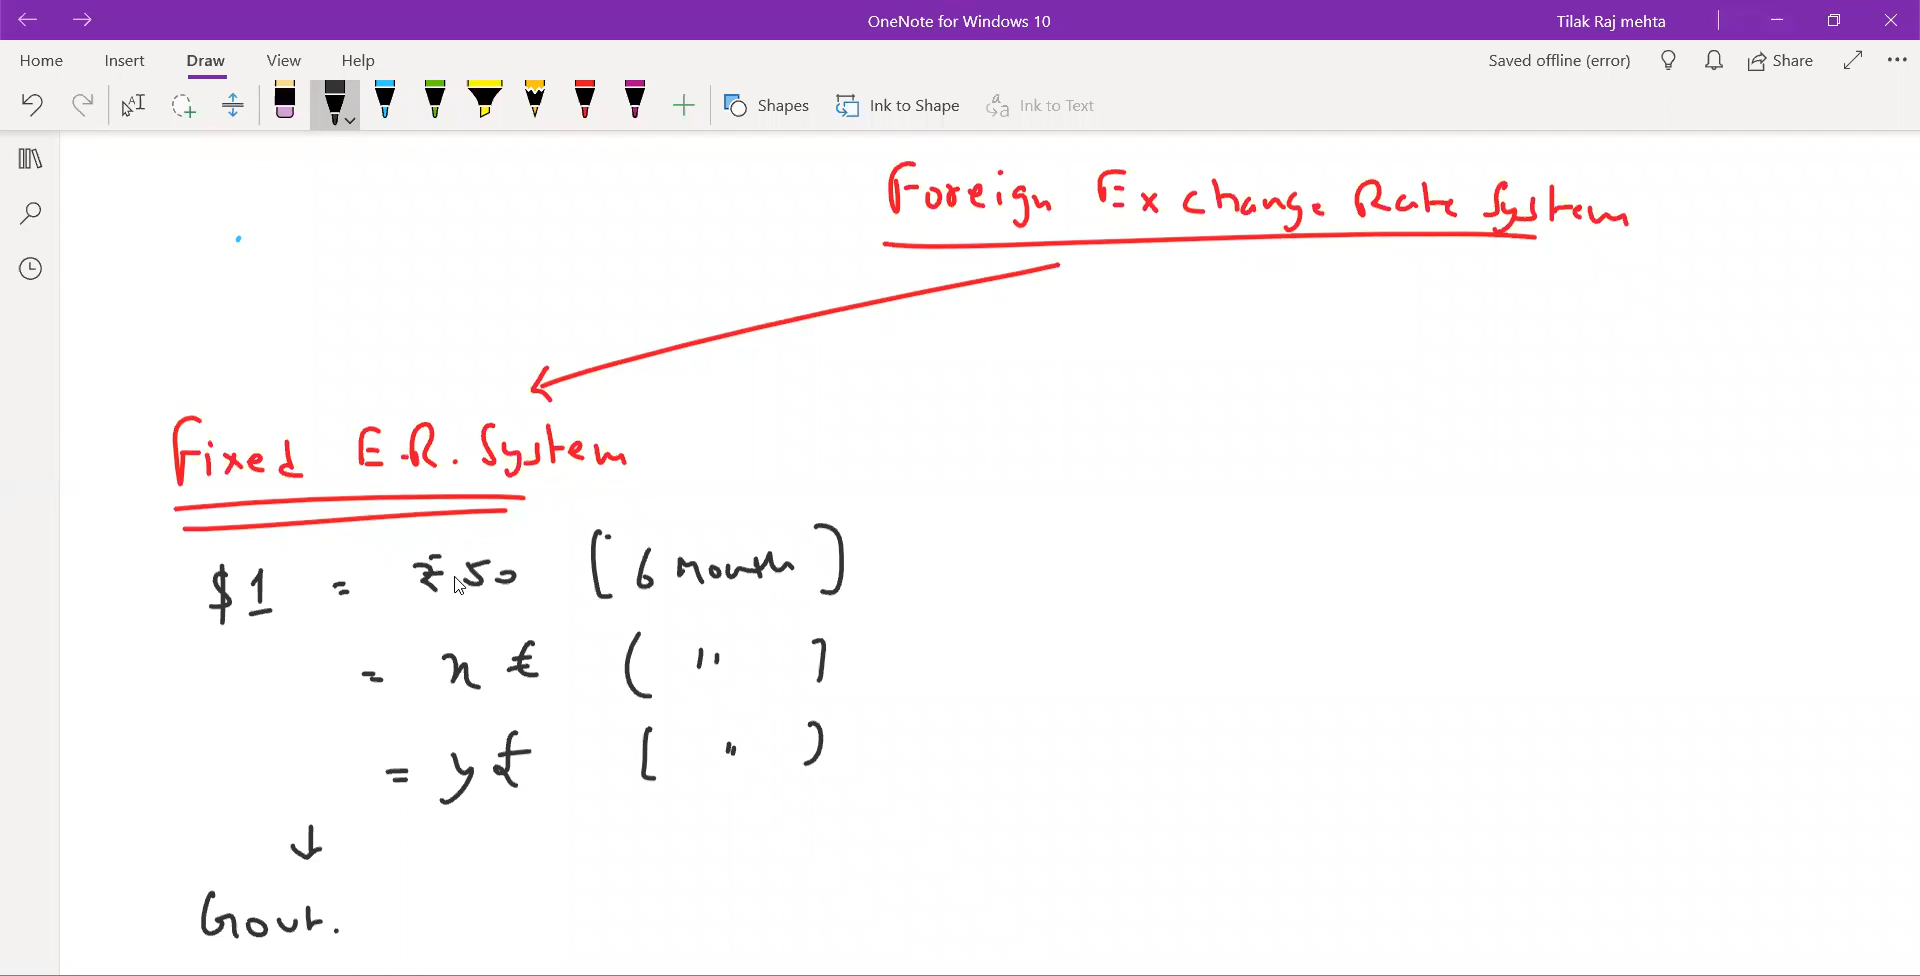 OneNote for Windows 10
Tilak Raj mehta
Home Insert Draw View Help
Saved offline (error) Share
Shapes Ink to Shape Ink to Text
Foreign Exchange Rate System
Fixed E.R. System
$ 1 = ₹ 50 [ 6 Month ]
= x € ( " ]
= y £ [ " )
↓
Govt.